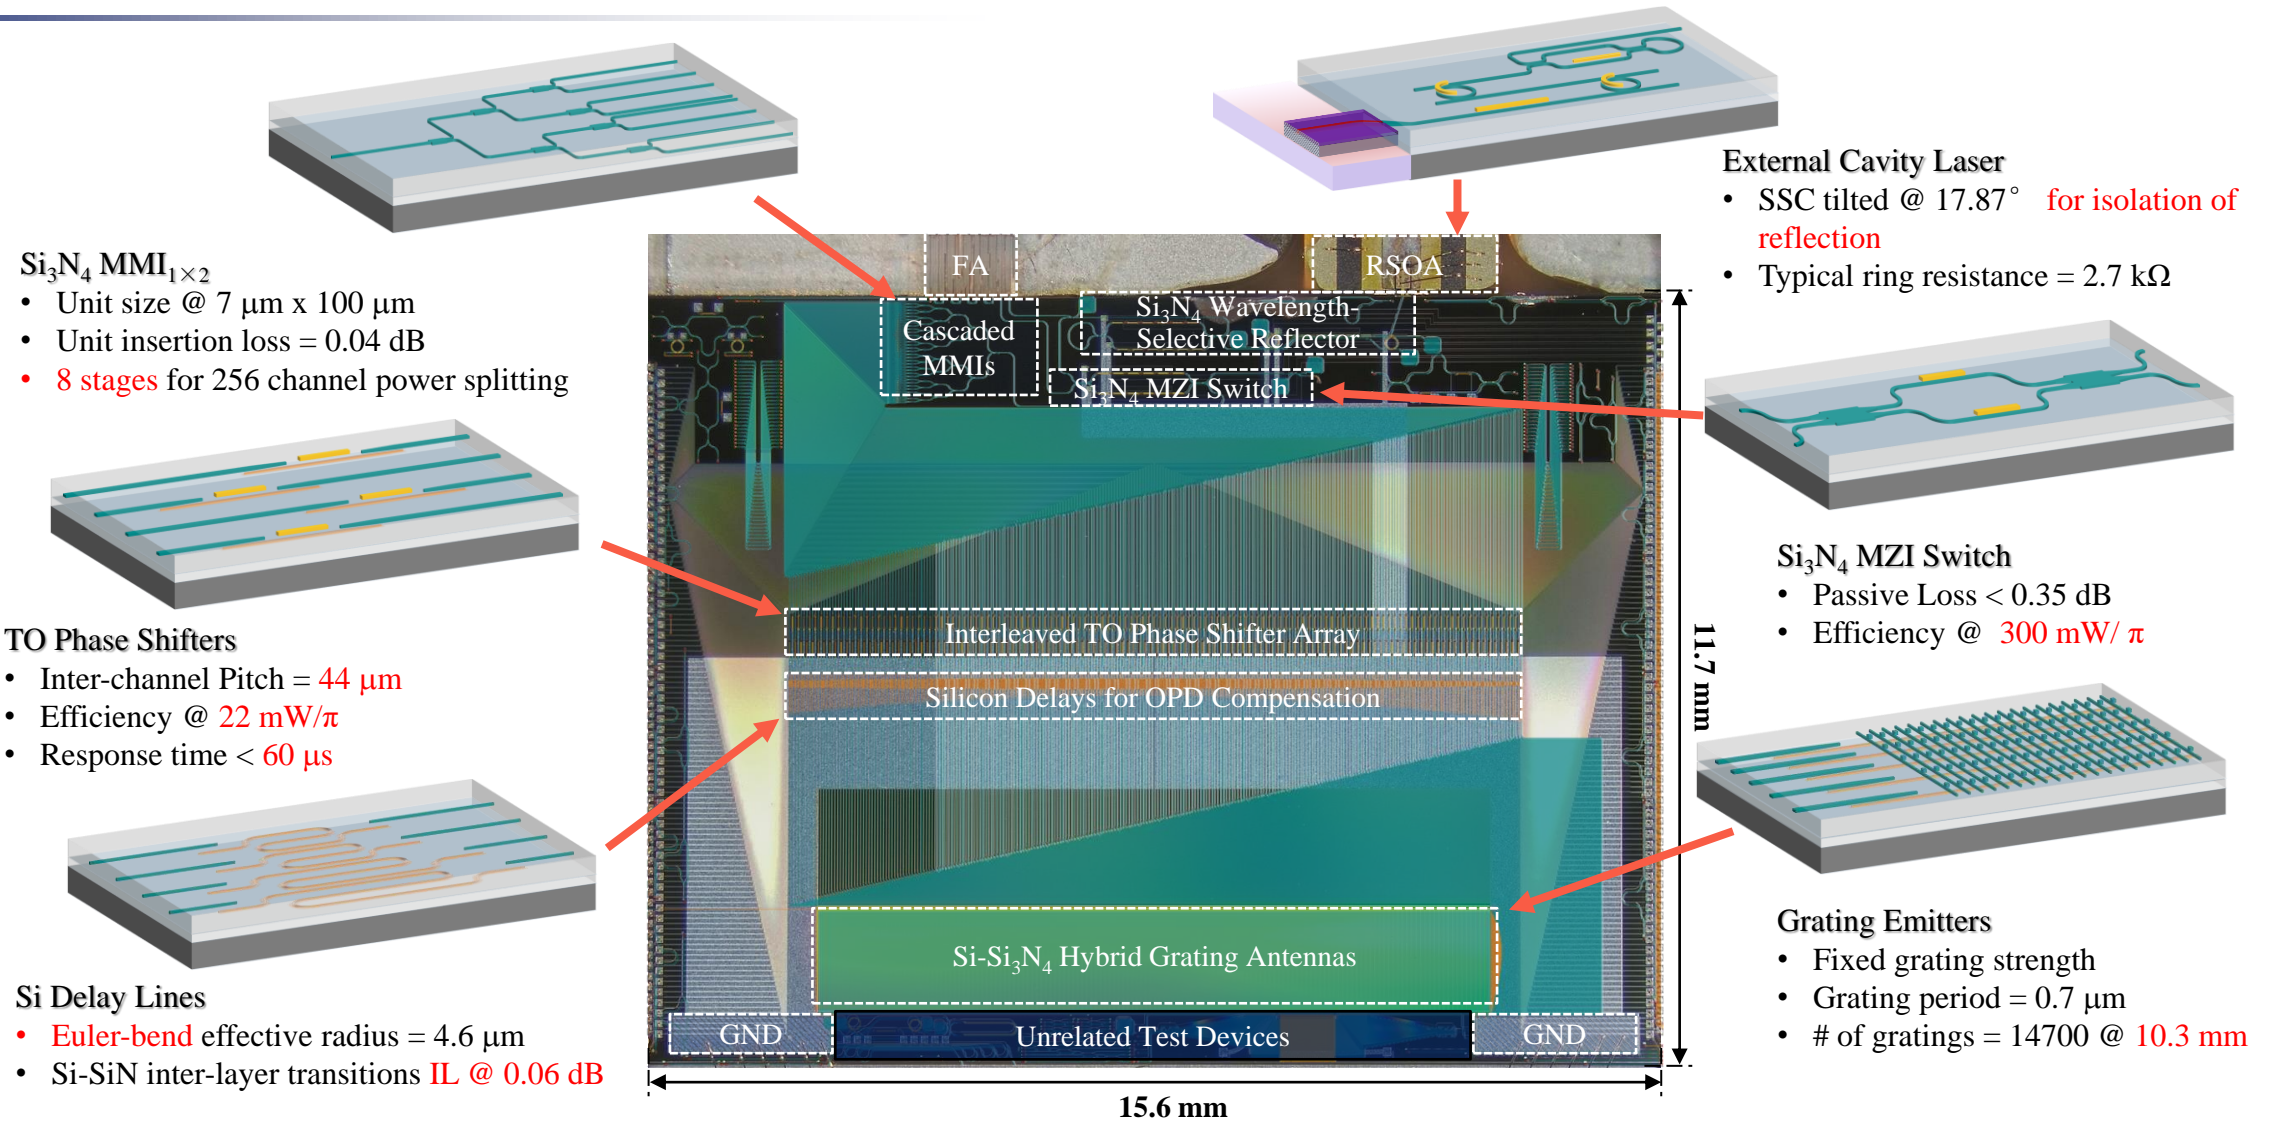 Si₃N₄ MMI₁×₂
• Unit size @ 7 μm x 100 μm
• Unit insertion loss = 0.04 dB
• 8 stages for 256 channel power splitting
TO Phase Shifters
• Inter-channel Pitch = 44 μm
• Efficiency @ 22 mW/π
• Response time < 60 μs
Si Delay Lines
• Euler-bend effective radius = 4.6 μm
• Si-SiN inter-layer transitions IL @ 0.06 dB
FA
RSOA
Cascaded
MMIs
Si₃N₄ Wavelength-
Selective Reflector
Si₃N₄ MZI Switch
Interleaved TO Phase Shifter Array
Silicon Delays for OPD Compensation
Si-Si₃N₄ Hybrid Grating Antennas
GND
Unrelated Test Devices
GND
15.6 mm
11.7 mm
External Cavity Laser
• SSC tilted @ 17.87° for isolation of
reflection
• Typical ring resistance = 2.7 kΩ
Si₃N₄ MZI Switch
• Passive Loss < 0.35 dB
• Efficiency @ 300 mW/ π
Grating Emitters
• Fixed grating strength
• Grating period = 0.7 μm
• # of gratings = 14700 @ 10.3 mm